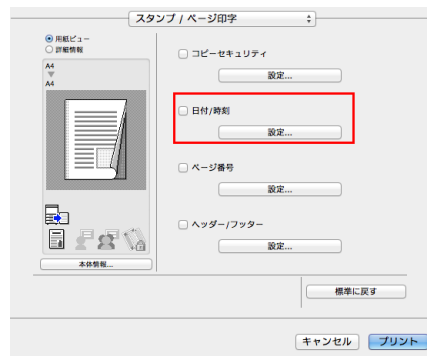 スタンプ / ページ印字
用紙ビュー
詳細情報
A4
A4
本体情報...
コピーセキュリティ
設定...
日付/時刻
設定...
ページ番号
設定...
ヘッダー/フッター
設定...
標準に戻す
キャンセル
プリント